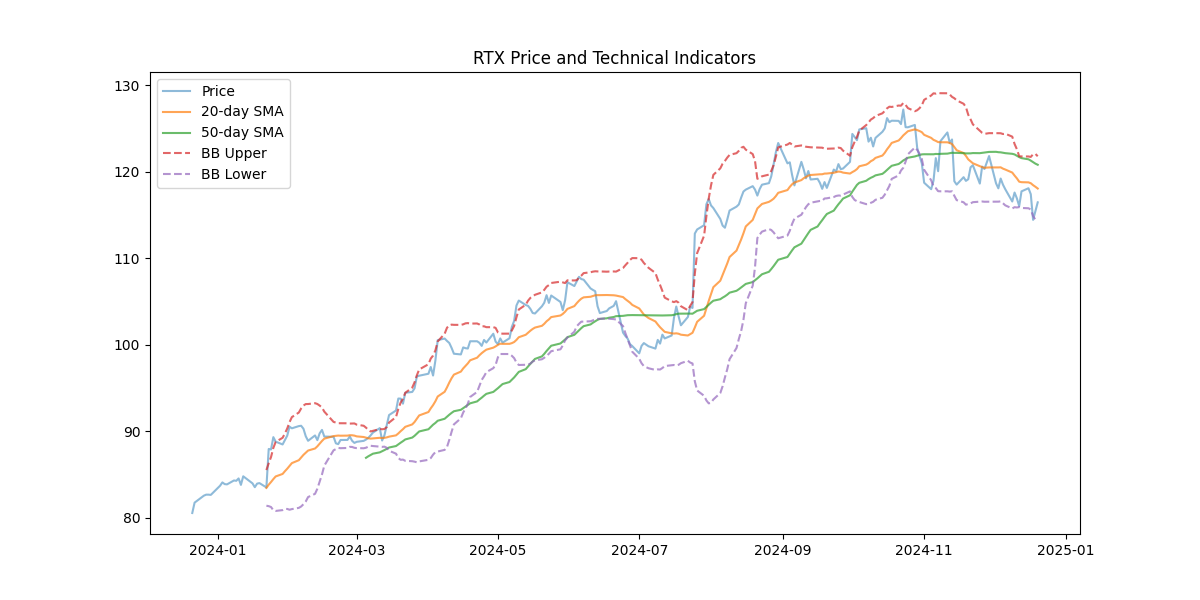 RTX Price and Technical Indicators
130
120
110
100
90
80
Price
20-day SMA
50-day SMA
BB Upper
BB Lower
2024-01
2024-03
2024-05
2024-07
2024-09
2024-11
2025-01